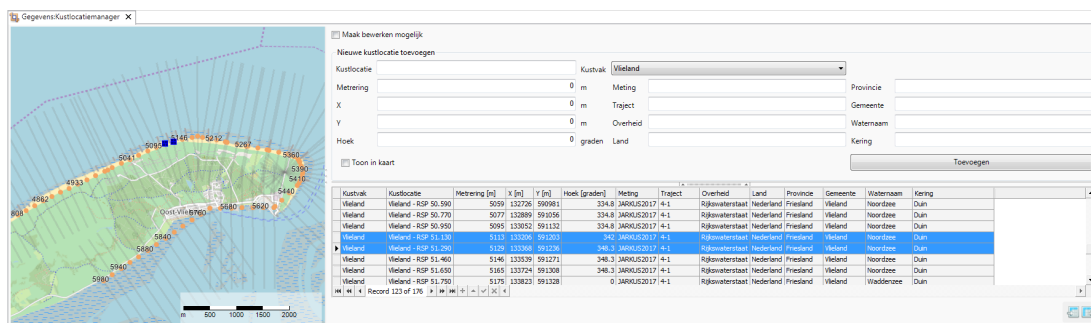 Gegevens:Kustlocatiemanager X
Maak bewerken mogelijk
Nieuwe kustlocatie toevoegen
Kustlocatie Kustvak Vlieland
Metrering 0 m Meting Provincie
X 0 m Traject Gemeente
Y 0 m Overheid Waternaam
Hoek 0 graden Land Kering
Toon in kaart Toevoegen
Kustvak Kustlocatie Metrering [m] X [m] Y [m] Hoek [graden] Meting Traject Overheid Land Provincie Gemeente Waternaam Kering
Vlieland Vlieland - RSP 50.590 5059 132726 590981 334.8 JARKUS2017 4-1 Rijkswaterstaat Nederland Friesland Vlieland Noordzee Duin
Vlieland Vlieland - RSP 50.770 5077 132889 591056 334.8 JARKUS2017 4-1 Rijkswaterstaat Nederland Friesland Vlieland Noordzee Duin
Vlieland Vlieland - RSP 50.950 5095 133052 591132 334.8 JARKUS2017 4-1 Rijkswaterstaat Nederland Friesland Vlieland Noordzee Duin
Vlieland Vlieland - RSP 51.130 5113 133206 591203 342 JARKUS2017 4-1 Rijkswaterstaat Nederland Friesland Vlieland Noordzee Duin
Vlieland Vlieland - RSP 51.290 5129 133368 591236 348.3 JARKUS2017 4-1 Rijkswaterstaat Nederland Friesland Vlieland Noordzee Duin
Vlieland Vlieland - RSP 51.460 5146 133539 591271 348.3 JARKUS2017 4-1 Rijkswaterstaat Nederland Friesland Vlieland Noordzee Duin
Vlieland Vlieland - RSP 51.650 5165 133724 591308 348.3 JARKUS2017 4-1 Rijkswaterstaat Nederland Friesland Vlieland Noordzee Duin
Vlieland Vlieland - RSP 51.750 5175 133823 591328 0 JARKUS2017 4-1 Rijkswaterstaat Nederland Friesland Vlieland Waddenzee Duin
Record 123 of 176
5095 5146 5212
5267
5041
5360
5390
4933
5410
4862
5440
808
Oost-Vlieland
5760 5680 5620
5840
5880
5940
5980
m 500 1000 1500 2000